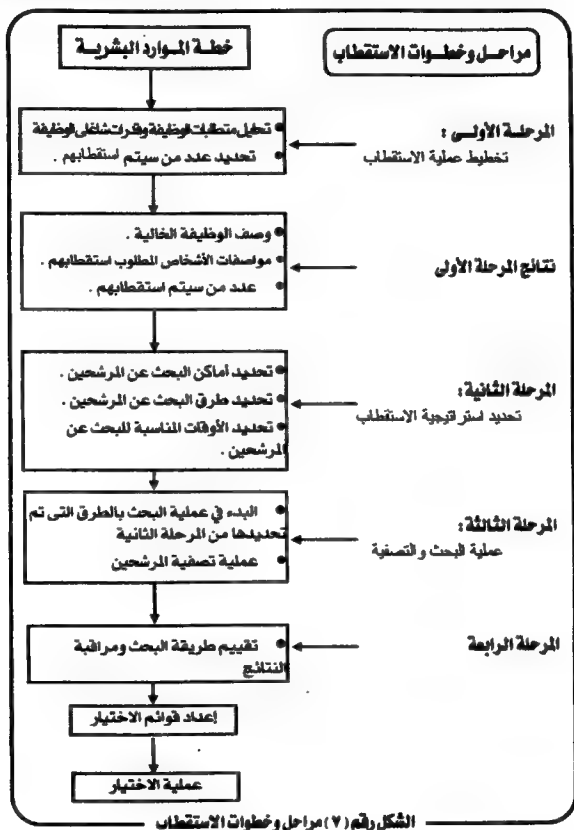 مراحل وخطوات الاستقطاب
خطة الموارد البشرية
المرحلة الأولى :
تخطيط عملية الاستقطاب
● تحليل متطلبات الوظيفة وقدرات شاغلى الوظيفة
● تحديد عدد من سيتم استقطابهم .
نتائج المرحلة الأولى
● وصف الوظيفة الخالية .
● مواصفات الأشخاص المطلوب استقطابهم .
● عدد من سيتم استقطابهم .
المرحلة الثانية :
تحديد استراتيجية الاستقطاب
● تحديد أماكن البحث عن المرشحين .
● تحديد طرق البحث عن المرشحين .
● تحديد الأوقات المناسبة للبحث عن
المرشحين .
المرحلة الثالثة :
عملية البحث والتصفية
● البدء في عملية البحث بالطرق التى تم
تحديدها من المرحلة الثانية
● عملية تصفية المرشحين
المرحلة الرابعة
● تقييم طريقة البحث ومراقبة
النتائج
إعداد قوائم الاختيار
عملية الاختيار
الشكل رقم (٧) مراحل وخطوات الاستقطاب